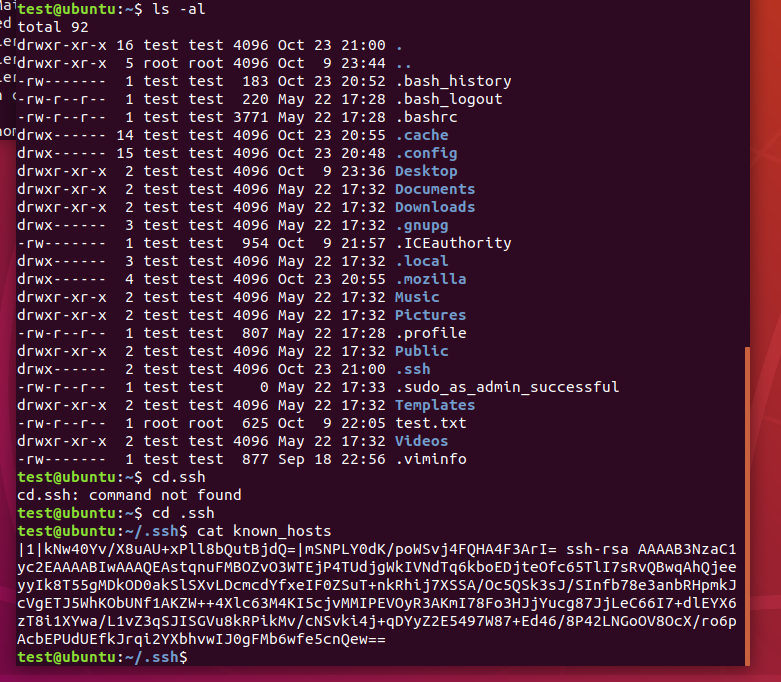 test@ubuntu:~$ ls -al
total 92
drwxr-xr-x 16 test test 4096 Oct 23 21:00 .
drwxr-xr-x  5 root root 4096 Oct  9 23:44 ..
-rw-------  1 test test  183 Oct 23 20:52 .bash_history
-rw-r--r--  1 test test  220 May 22 17:28 .bash_logout
-rw-r--r--  1 test test 3771 May 22 17:28 .bashrc
drwx------ 14 test test 4096 Oct 23 20:55 .cache
drwx------ 15 test test 4096 Oct 23 20:48 .config
drwxr-xr-x  2 test test 4096 Oct  9 23:36 Desktop
drwxr-xr-x  2 test test 4096 May 22 17:32 Documents
drwxr-xr-x  2 test test 4096 May 22 17:32 Downloads
drwx------  3 test test 4096 May 22 17:32 .gnupg
-rw-------  1 test test  954 Oct  9 21:57 .ICEauthority
drwx------  3 test test 4096 May 22 17:32 .local
drwx------  4 test test 4096 Oct 23 20:55 .mozilla
drwxr-xr-x  2 test test 4096 May 22 17:32 Music
drwxr-xr-x  2 test test 4096 May 22 17:32 Pictures
-rw-r--r--  1 test test  807 May 22 17:28 .profile
drwxr-xr-x  2 test test 4096 May 22 17:32 Public
drwx------  2 test test 4096 Oct 23 21:00 .ssh
-rw-r--r--  1 test test    0 May 22 17:33 .sudo_as_admin_successful
drwxr-xr-x  2 test test 4096 May 22 17:32 Templates
-rw-r--r--  1 root root  625 Oct  9 22:05 test.txt
drwxr-xr-x  2 test test 4096 May 22 17:32 Videos
-rw-------  1 test test  877 Sep 18 22:56 .viminfo
test@ubuntu:~$ cd.ssh
cd.ssh: command not found
test@ubuntu:~$ cd .ssh
test@ubuntu:~/.ssh$ cat known_hosts
|1|kNw40Yv/X8uAU+xPll8bQutBjdQ=|mSNPLY0dK/poWSvj4FQHA4F3ArI= ssh-rsa AAAAB3NzaC1
yc2EAAAABIwAAAQEAstqnuFMBOZvO3WTEjP4TUdjgWkIVNdTq6kboEDjteOfc65TlI7sRvQBwqAhQjee
yyIk8T55gMDkOD0akSlSXvLDcmcdYfxeIF0ZSuT+nkRhij7XSSA/Oc5QSk3sJ/SInfb78e3anbRHpmkJ
cVgETJ5WhKObUNf1AKZW++4Xlc63M4KI5cjvMMIPEVOyR3AKmI78Fo3HJjYucg87JjLeC66I7+dlEYX6
zT8i1XYwa/L1vZ3qSJISGVu8kRPikMv/cNSvki4j+qDYyZ2E5497W87+Ed46/8P42LNGoOV8OcX/ro6p
AcbEPUdUEfkJrqi2YXbhvwIJ0gFMb6wfe5cnQew==
test@ubuntu:~/.ssh$